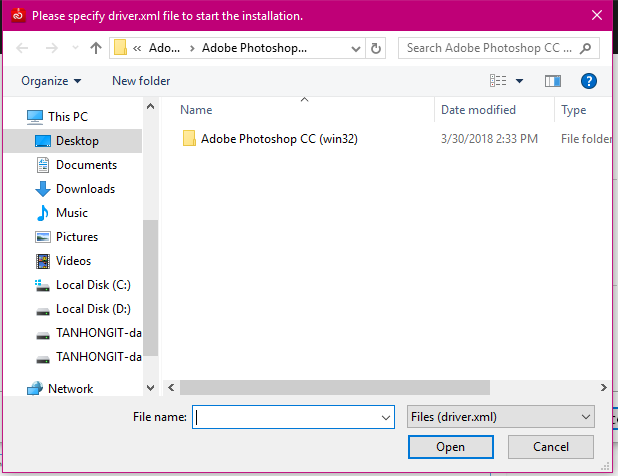 Please specify driver.xml file to start the installation.
« Ado... > Adobe Photoshop...
Search Adobe Photoshop CC ...
Organize
New folder
Name
Date modified
Type
This PC
Desktop
Documents
Downloads
Music
Pictures
Videos
Local Disk (C:)
Local Disk (D:)
TANHONGIT-da
TANHONGIT-da
Network
Adobe Photoshop CC (win32)
3/30/2018 2:33 PM
File folder
File name:
Files (driver.xml)
Open
Cancel